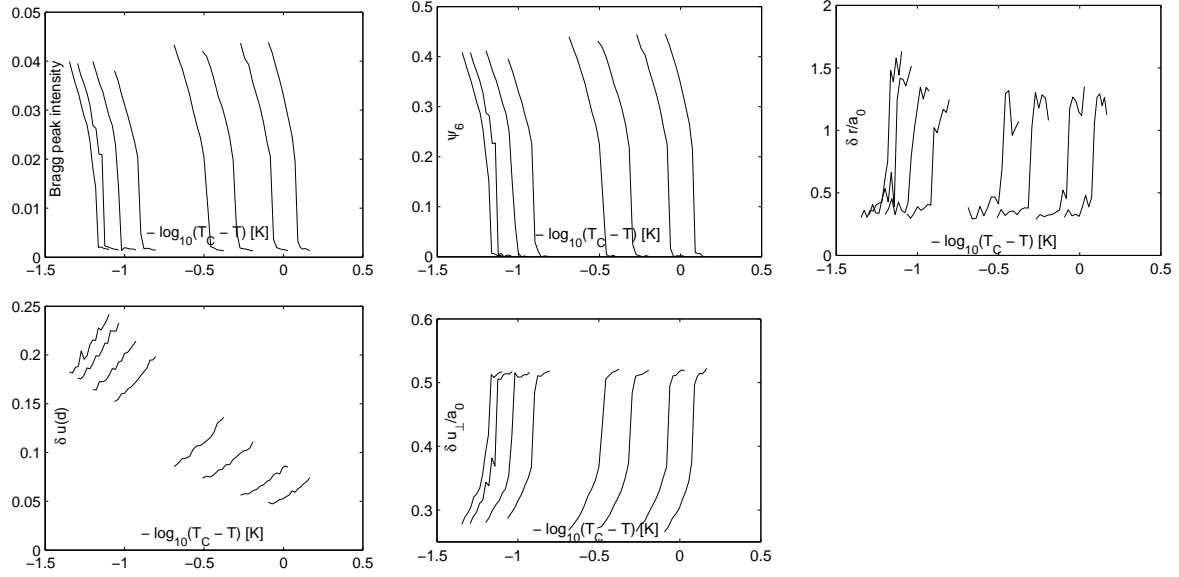 0.05
0.04
0.03
0.02
0.01
0
Bragg peak intensity
− log10(TC − T) [K]
−1.5 −1 −0.5 0 0.5
0.5
0.4
0.3
0.2
0.1
0
ψ6
− log10(TC − T) [K]
−1.5 −1 −0.5 0 0.5
2
1.5
1
0.5
0
δ r/a0
− log10(TC − T) [K]
−1.5 −1 −0.5 0 0.5
0.25
0.2
0.15
0.1
0.05
0
δ u(d)
− log10(TC − T) [K]
−1.5 −1 −0.5 0 0.5
0.6
0.5
0.4
0.3
δ u⊥/a0
− log10(TC − T) [K]
−1.5 −1 −0.5 0 0.5